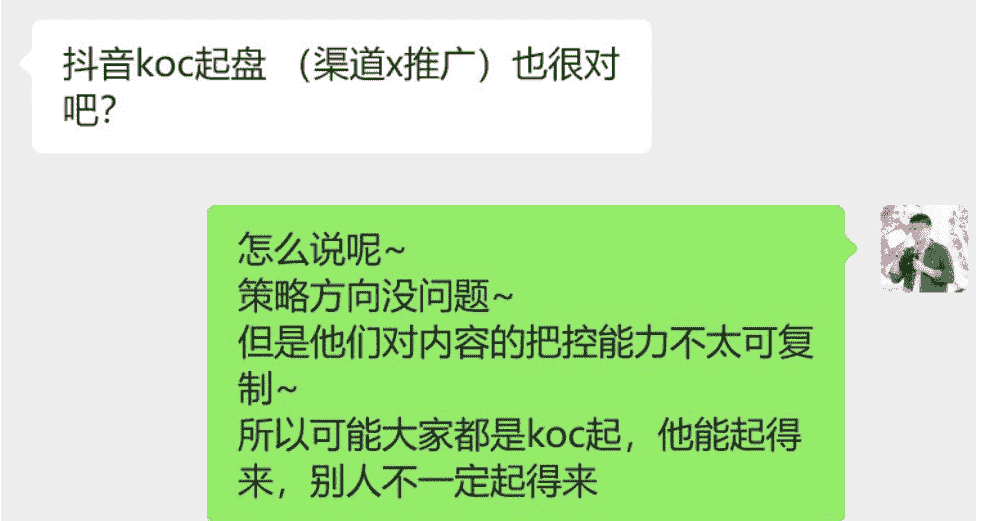 抖音koc起盘 （渠道x推广）也很对
吧？
怎么说呢~
策略方向没问题~
但是他们对内容的把控能力不太可复
制~
所以可能大家都是koc起，他能起得
来，别人不一定起得来